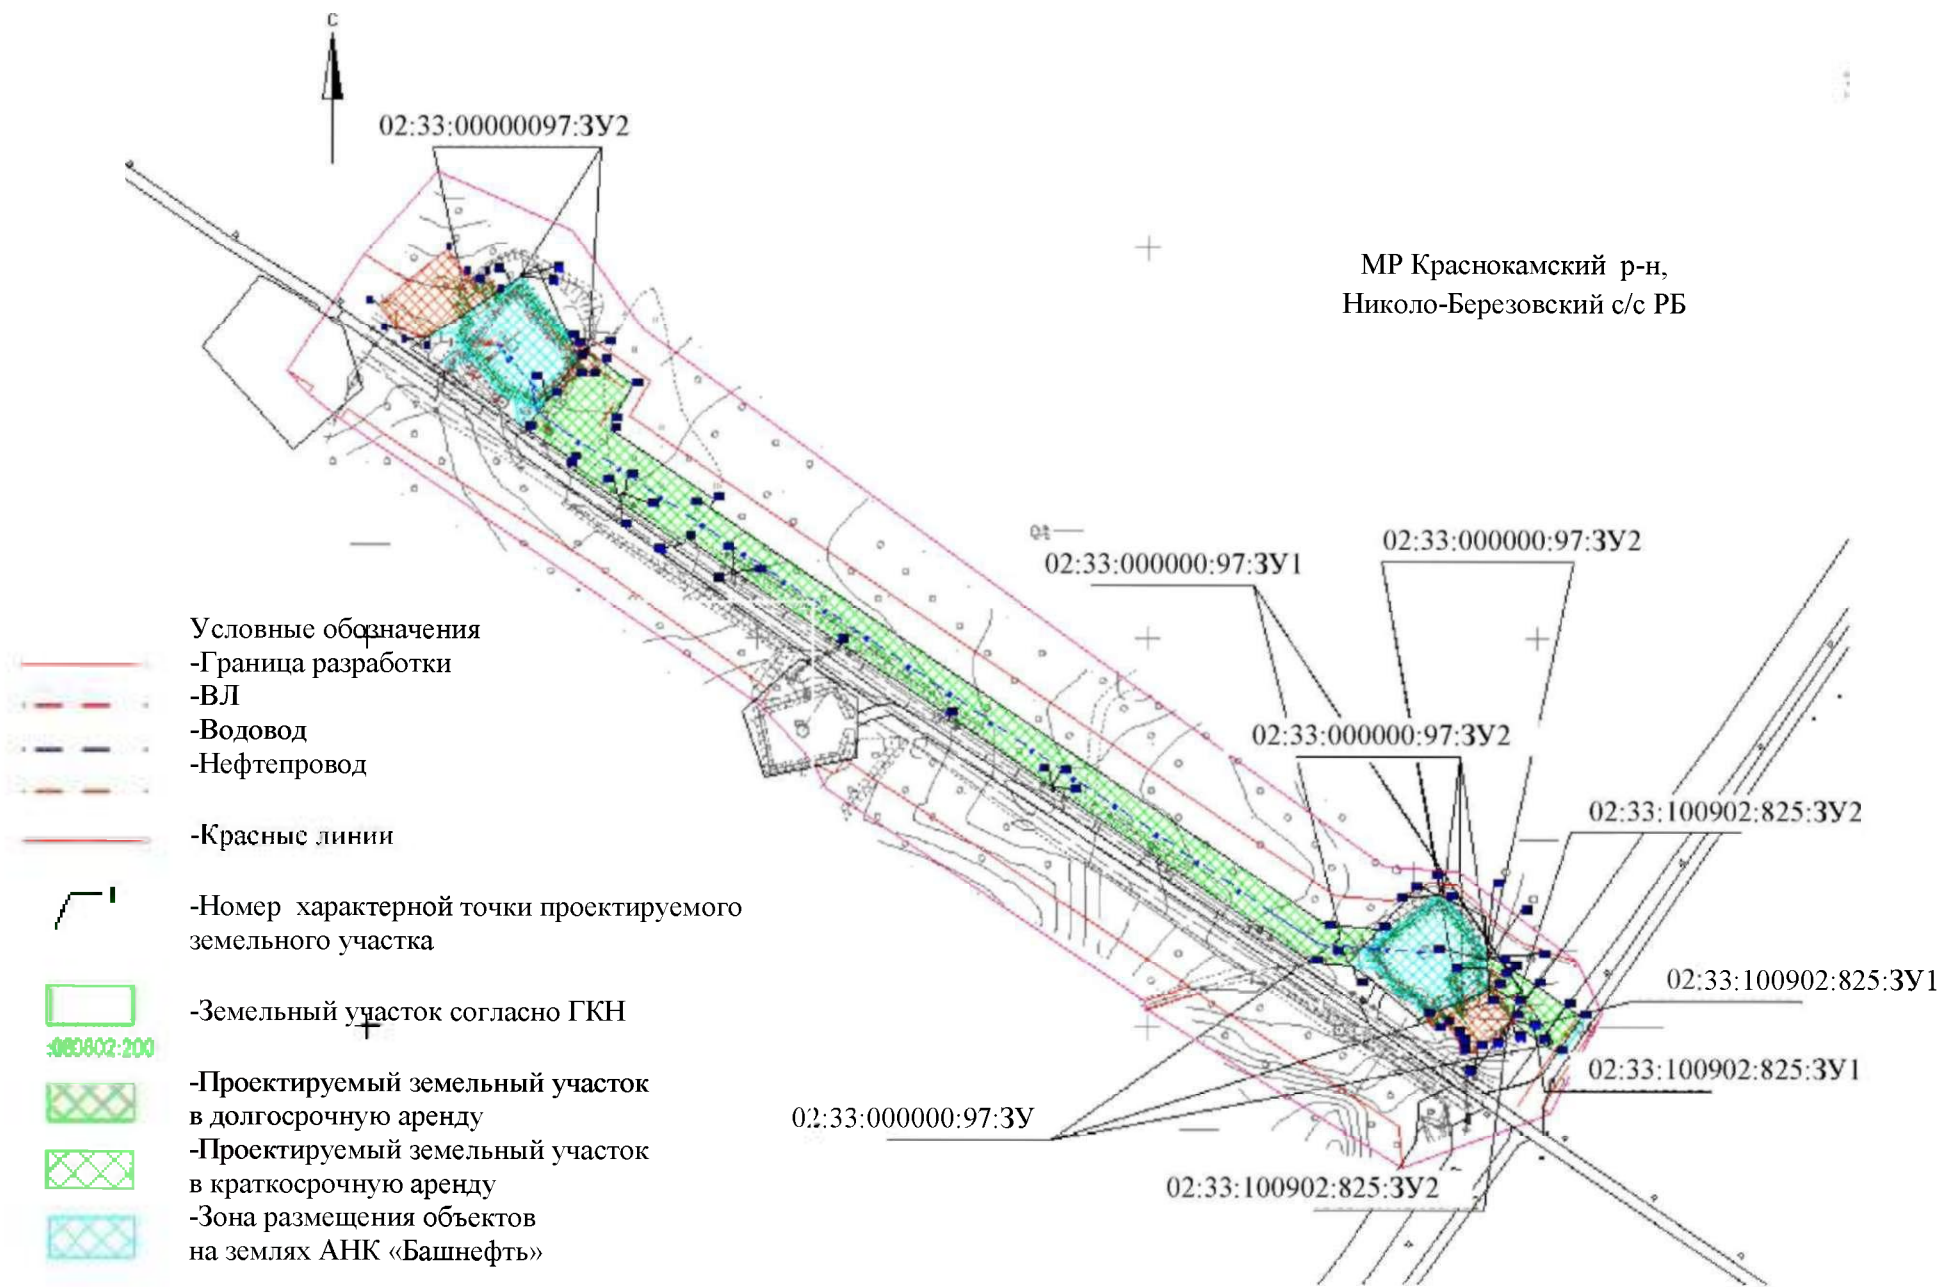 С
02:33:00000097:ЗУ2
МР Краснокамский р-н,
Николо-Березовский с/с РБ
02:33:000000:97:ЗУ2
02:33:000000:97:ЗУ1
02:33:000000:97:ЗУ2
02:33:100902:825:ЗУ2
02:33:100902:825:ЗУ1
02:33:100902:825:ЗУ1
02:33:000000:97:ЗУ
02:33:100902:825:ЗУ2
Условные обозначения
-Граница разработки
-ВЛ
-Водовод
-Нефтепровод
-Красные линии
-Номер характерной точки проектируемого
земельного участка
-Земельный участок согласно ГКН
-Проектируемый земельный участок
в долгосрочную аренду
-Проектируемый земельный участок
в краткосрочную аренду
-Зона размещения объектов
на землях АНК «Башнефть»